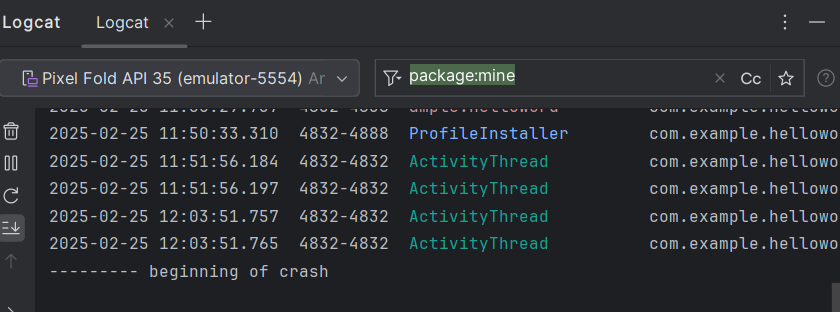 Logcat Logcat
Pixel Fold API 35 (emulator-5554) Ar package:mine Cc
2025-02-25 11:50:33.310 4832-4888 ProfileInstaller com.example.hellowo
2025-02-25 11:51:56.184 4832-4832 ActivityThread com.example.hellowo
2025-02-25 11:51:56.197 4832-4832 ActivityThread com.example.hellowo
2025-02-25 12:03:51.757 4832-4832 ActivityThread com.example.hellowo
2025-02-25 12:03:51.765 4832-4832 ActivityThread com.example.hellowo
--------- beginning of crash